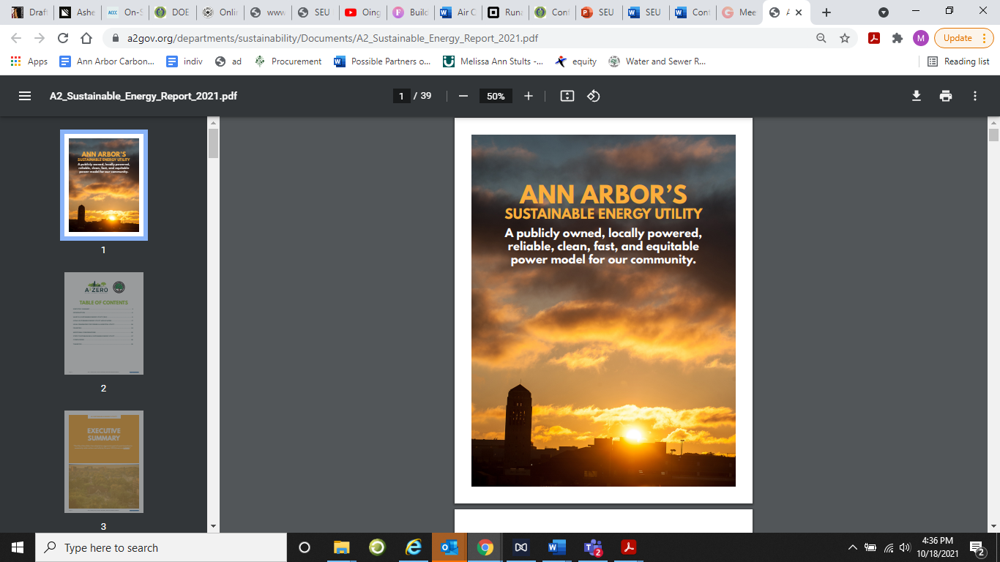 Draf
Ashe
ACCC
On-S
DOE
Onlin
www
SEU
Oing
Build
Air C
Runa
Conf
SEU
SEU
Conf
Mee
a2gov.org/departments/sustainability/Documents/A2_Sustainable_Energy_Report_2021.pdf
M
Update
Apps
Ann Arbor Carbon...
indiv
ad
Procurement
Possible Partners o...
Melissa Ann Stults -...
equity
Water and Sewer R...
Reading list
A2_Sustainable_Energy_Report_2021.pdf
1 / 39
50%
ANN ARBOR'S
SUSTAINABLE ENERGY UTILITY
A publicly owned, locally powered,
reliable, clean, fast, and equitable
power model for our community.
1
A2ZERO
TABLE OF CONTENTS
2
EXECUTIVE
SUMMARY
3
ANN ARBOR’S
SUSTAINABLE ENERGY UTILITY
A publicly owned, locally powered,
reliable, clean, fast, and equitable
power model for our community.
Type here to search
2
4:36 PM
10/18/2021
2